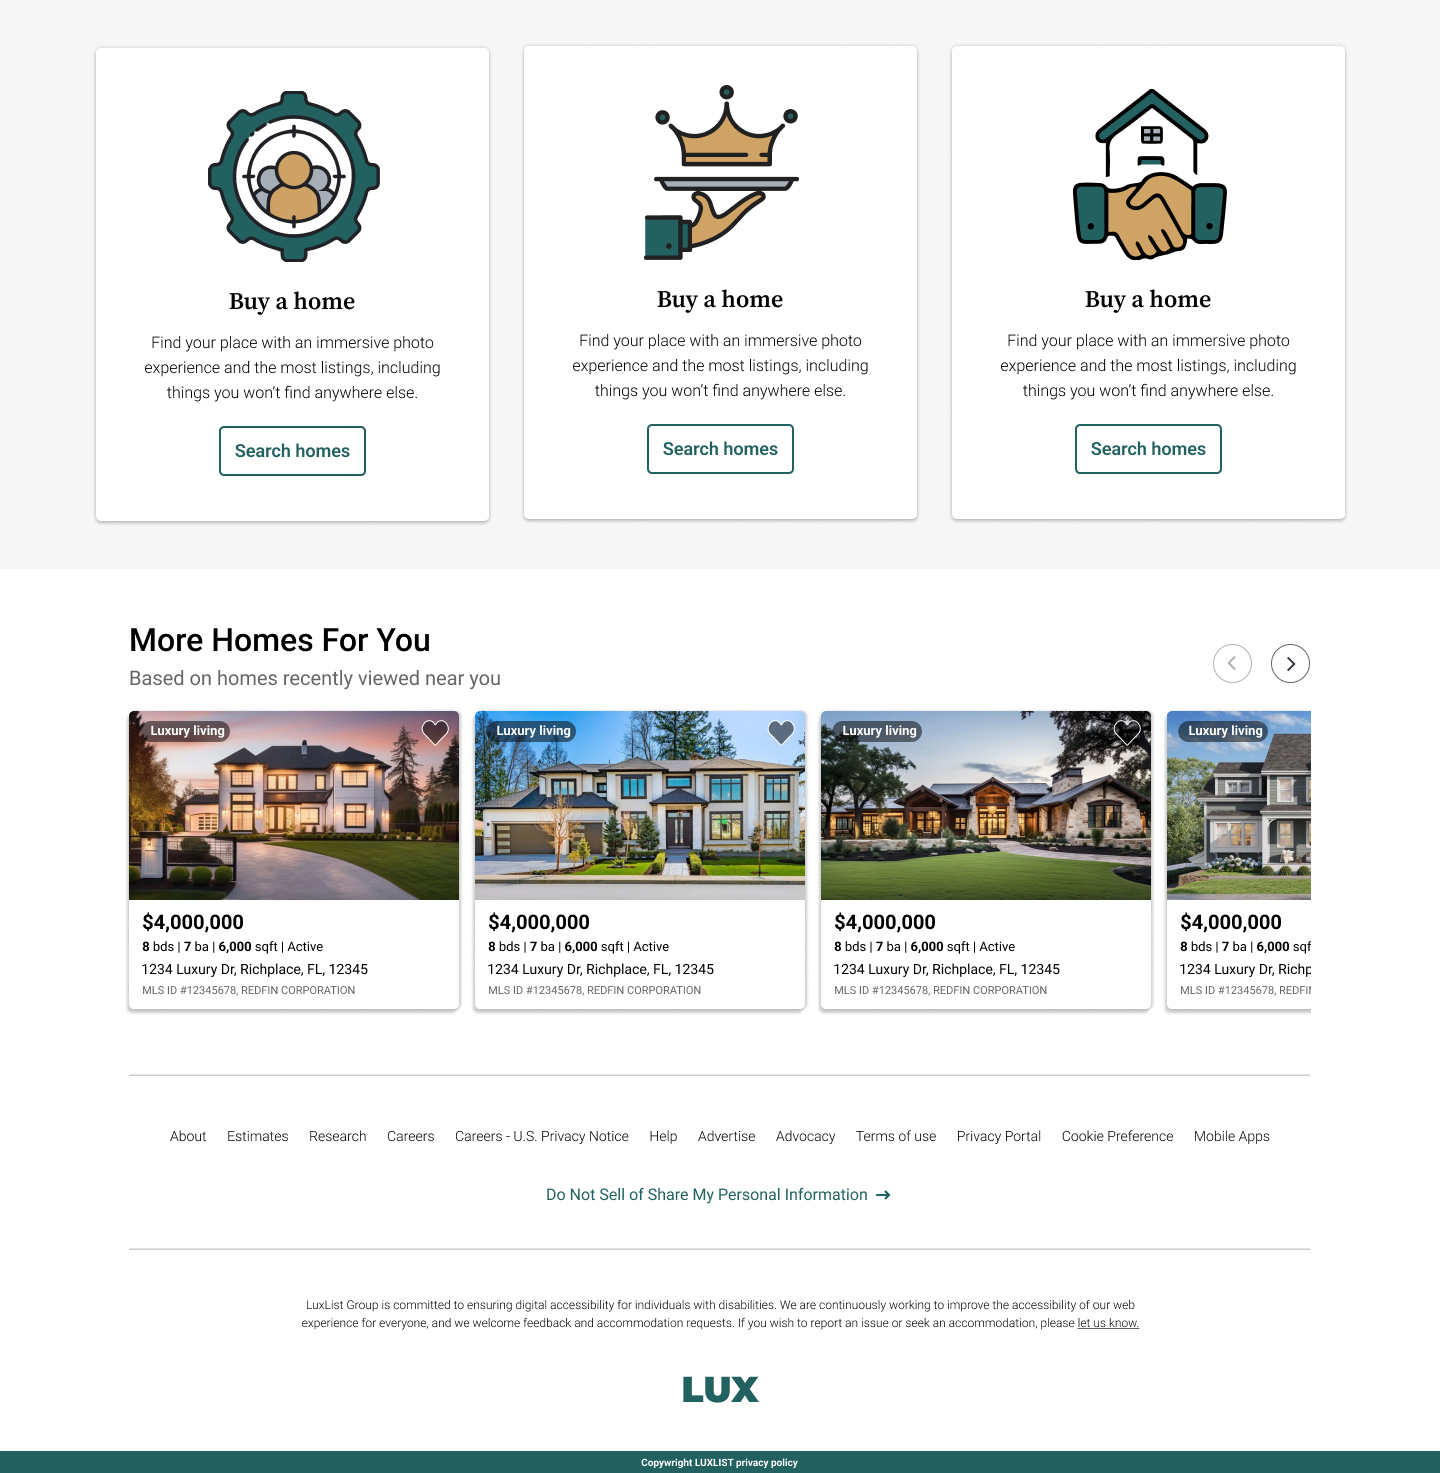 Buy a home
Find your place with an immersive photo
experience and the most listings, including
things you won't find anywhere else.
Search homes
Buy a home
Find your place with an immersive photo
experience and the most listings, including
things you won't find anywhere else.
Search homes
Buy a home
Find your place with an immersive photo
experience and the most listings, including
things you won't find anywhere else.
Search homes
More Homes For You
Based on homes recently viewed near you
Luxury living
$4,000,000
8 bds | 7 ba | 6,000 sqft | Active
1234 Luxury Dr, Richplace, FL, 12345
MLS ID #12345678, REDFIN CORPORATION
Luxury living
$4,000,000
8 bds | 7 ba | 6,000 sqft | Active
1234 Luxury Dr, Richplace, FL, 12345
MLS ID #12345678, REDFIN CORPORATION
Luxury living
$4,000,000
8 bds | 7 ba | 6,000 sqft | Active
1234 Luxury Dr, Richplace, FL, 12345
MLS ID #12345678, REDFIN CORPORATION
Luxury living
$4,000,000
8 bds | 7 ba | 6,000 sqf
1234 Luxury Dr, Richp
MLS ID #12345678, REDFI
About Estimates Research Careers Careers - U.S. Privacy Notice Help Advertise Advocacy Terms of use Privacy Portal Cookie Preference Mobile Apps
Do Not Sell of Share My Personal Information →
LuxList Group is committed to ensuring digital accessibility for individuals with disabilities. We are continuously working to improve the accessibility of our web
experience for everyone, and we welcome feedback and accommodation requests. If you wish to report an issue or seek an accommodation, please let us know.
LUX
Copywright LUXLIST privacy policy